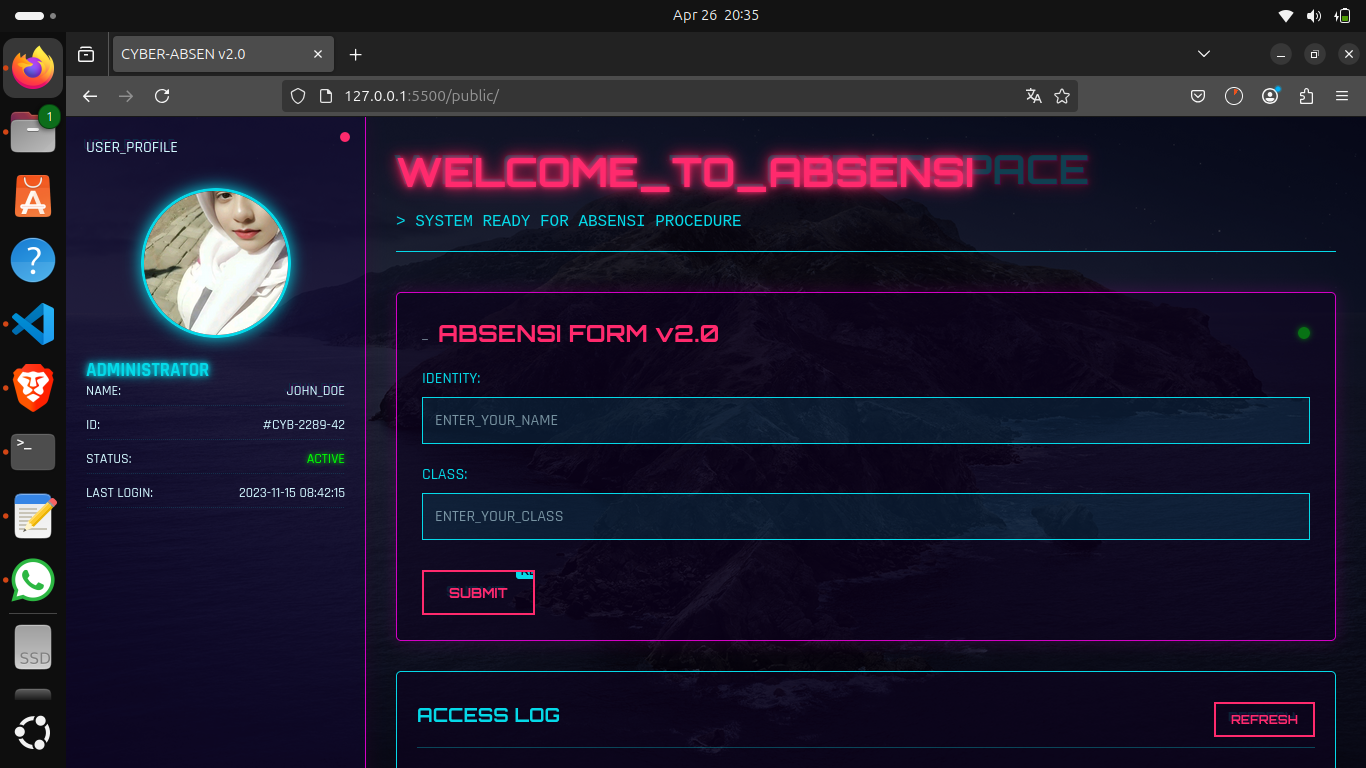 Apr 26 20:35
CYBER-ABSEN v2.0
127.0.0.1:5500/public/
1
USER_PROFILE
ADMINISTRATOR
NAME: JOHN_DOE
ID: #CYB-2289-42
STATUS: ACTIVE
LAST LOGIN: 2023-11-15 08:42:15
WELCOME_TO_ABSENSI
PACE
> SYSTEM READY FOR ABSENSI PROCEDURE
_ ABSENSI FORM v2.0
IDENTITY:
ENTER_YOUR_NAME
CLASS:
ENTER_YOUR_CLASS
SUBMIT
ACCESS LOG
REFRESH
>_
SSD